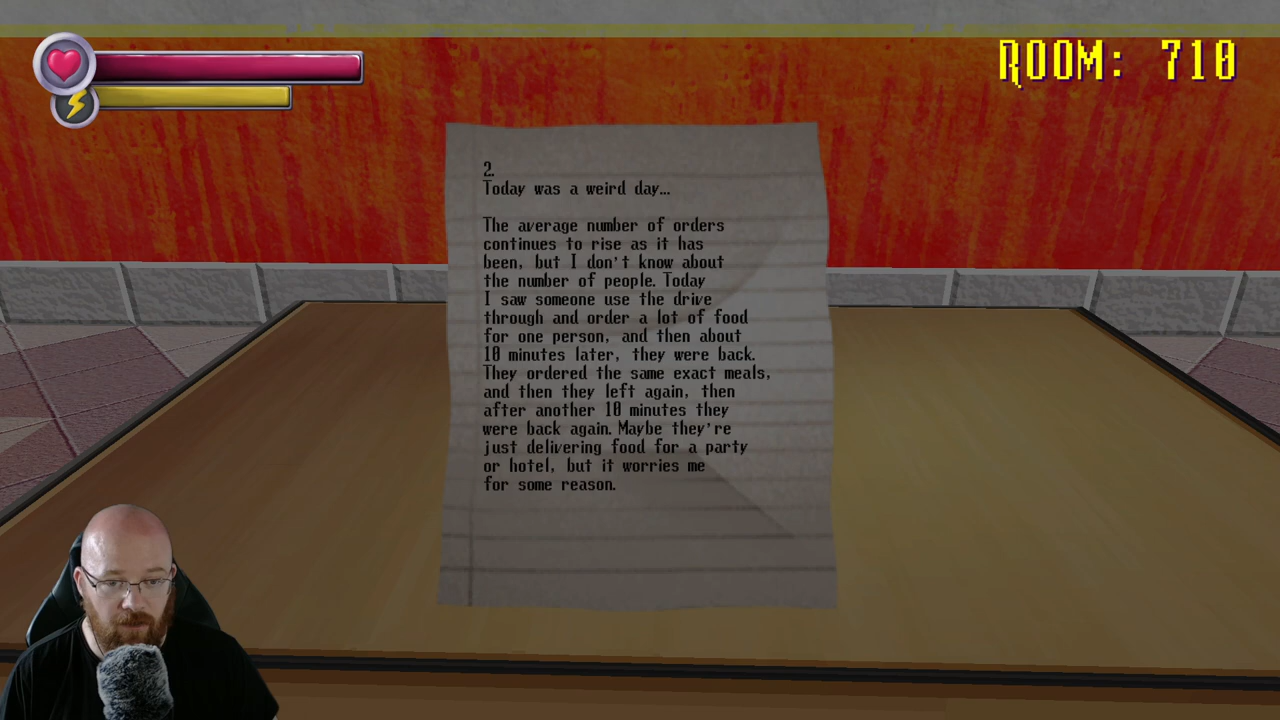 ROOM: 710
2.
Today was a weird day...
The average number of orders
continues to rise as it has
been, but I don't know about
the number of people. Today
I saw someone use the drive
through and order a lot of food
for one person, and then about
10 minutes later, they were back.
They ordered the same exact meals,
and then they left again, then
after another 10 minutes they
were back again. Maybe they're
just delivering food for a party
or hotel, but it worries me
for some reason.